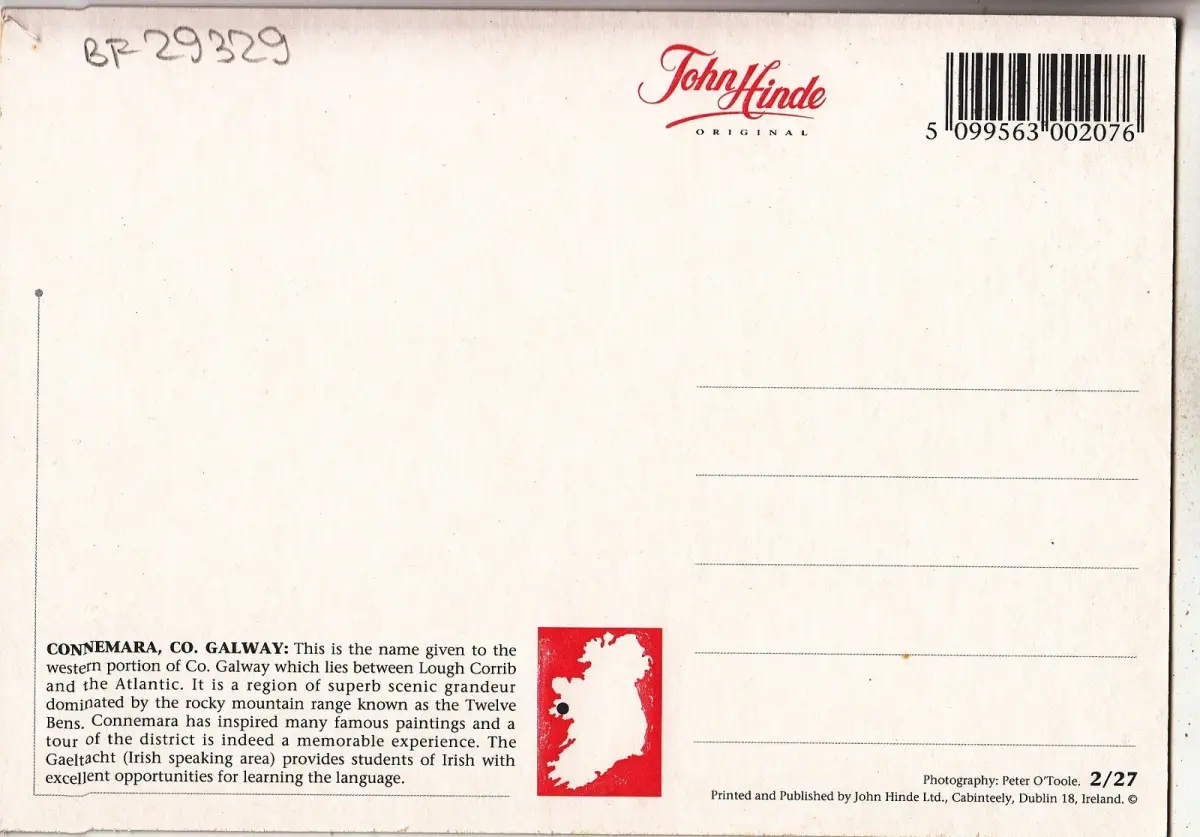 BF29329
John Hinde
ORIGINAL
5 099563 002076
CONNEMARA, CO. GALWAY: This is the name given to the
western portion of Co. Galway which lies between Lough Corrib
and the Atlantic. It is a region of superb scenic grandeur
dominated by the rocky mountain range known as the Twelve
Bens. Connemara has inspired many famous paintings and a
tour of the district is indeed a memorable experience. The
Gaeltacht (Irish speaking area) provides students of Irish with
excellent opportunities for learning the language.
Photography: Peter O'Toole. 2/27
Printed and Published by John Hinde Ltd., Cabinteely, Dublin 18, Ireland. ©